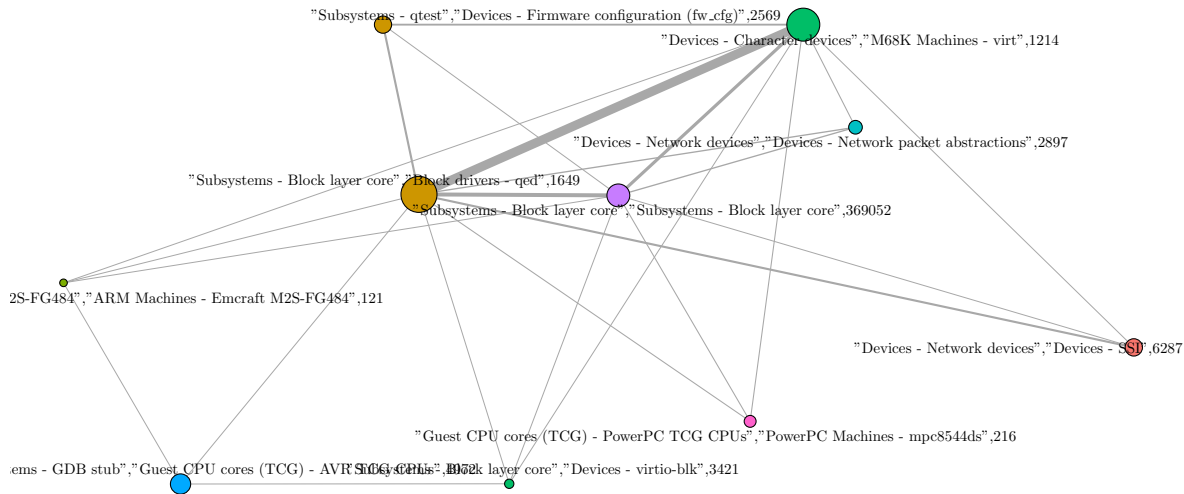 "Subsystems - qtest","Devices - Firmware configuration (fw_cfg)",2569
"Devices - Character devices","M68K Machines - virt",1214
"Devices - Network devices","Devices - Network packet abstractions",2897
"Subsystems - Block layer core","Block drivers - qed",1649
"Subsystems - Block layer core","Subsystems - Block layer core",369052
2S-FG484","ARM Machines - Emcraft M2S-FG484",121
"Devices - Network devices","Devices - SSI",6287
"Guest CPU cores (TCG) - PowerPC TCG CPUs","PowerPC Machines - mpc8544ds",216
ems - GDB stub","Guest CPU cores (TCG) - AVR TCG CPUs",4972
"Subsystems - Block layer core","Devices - virtio-blk",3421